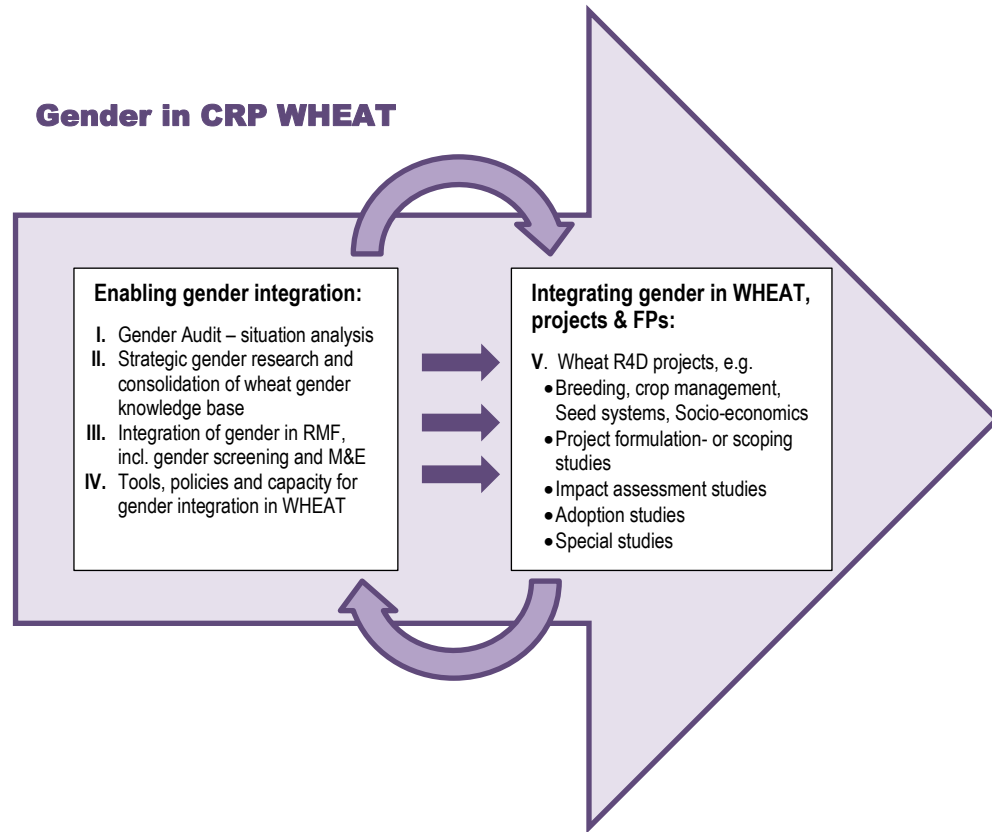 Gender in CRP WHEAT
Enabling gender integration:
I. Gender Audit – situation analysis
II. Strategic gender research and
consolidation of wheat gender
knowledge base
III. Integration of gender in RMF,
incl. gender screening and M&E
IV. Tools, policies and capacity for
gender integration in WHEAT
Integrating gender in WHEAT,
projects & FPs:
V. Wheat R4D projects, e.g.
•Breeding, crop management,
Seed systems, Socio-economics
•Project formulation- or scoping
studies
•Impact assessment studies
•Adoption studies
•Special studies